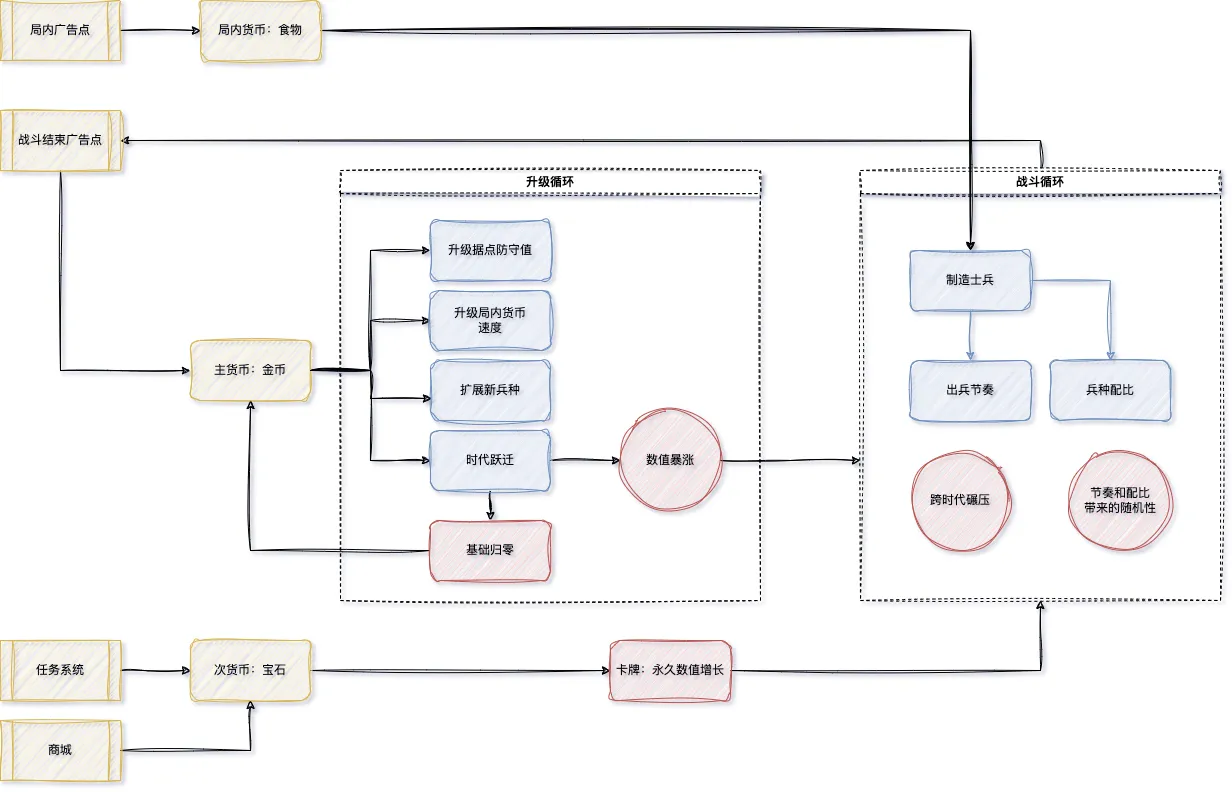 局内广告点
局内货币：食物
战斗结束广告点
升级循环
战斗循环
升级据点防守值
制造士兵
升级局内货币
速度
主货币：金币
扩展新兵种
出兵节奏
兵种配比
时代跃迁
数值暴涨
跨时代碾压
节奏和配比
带来的随机性
基础归零
任务系统
次货币：宝石
卡牌：永久数值增长
商城